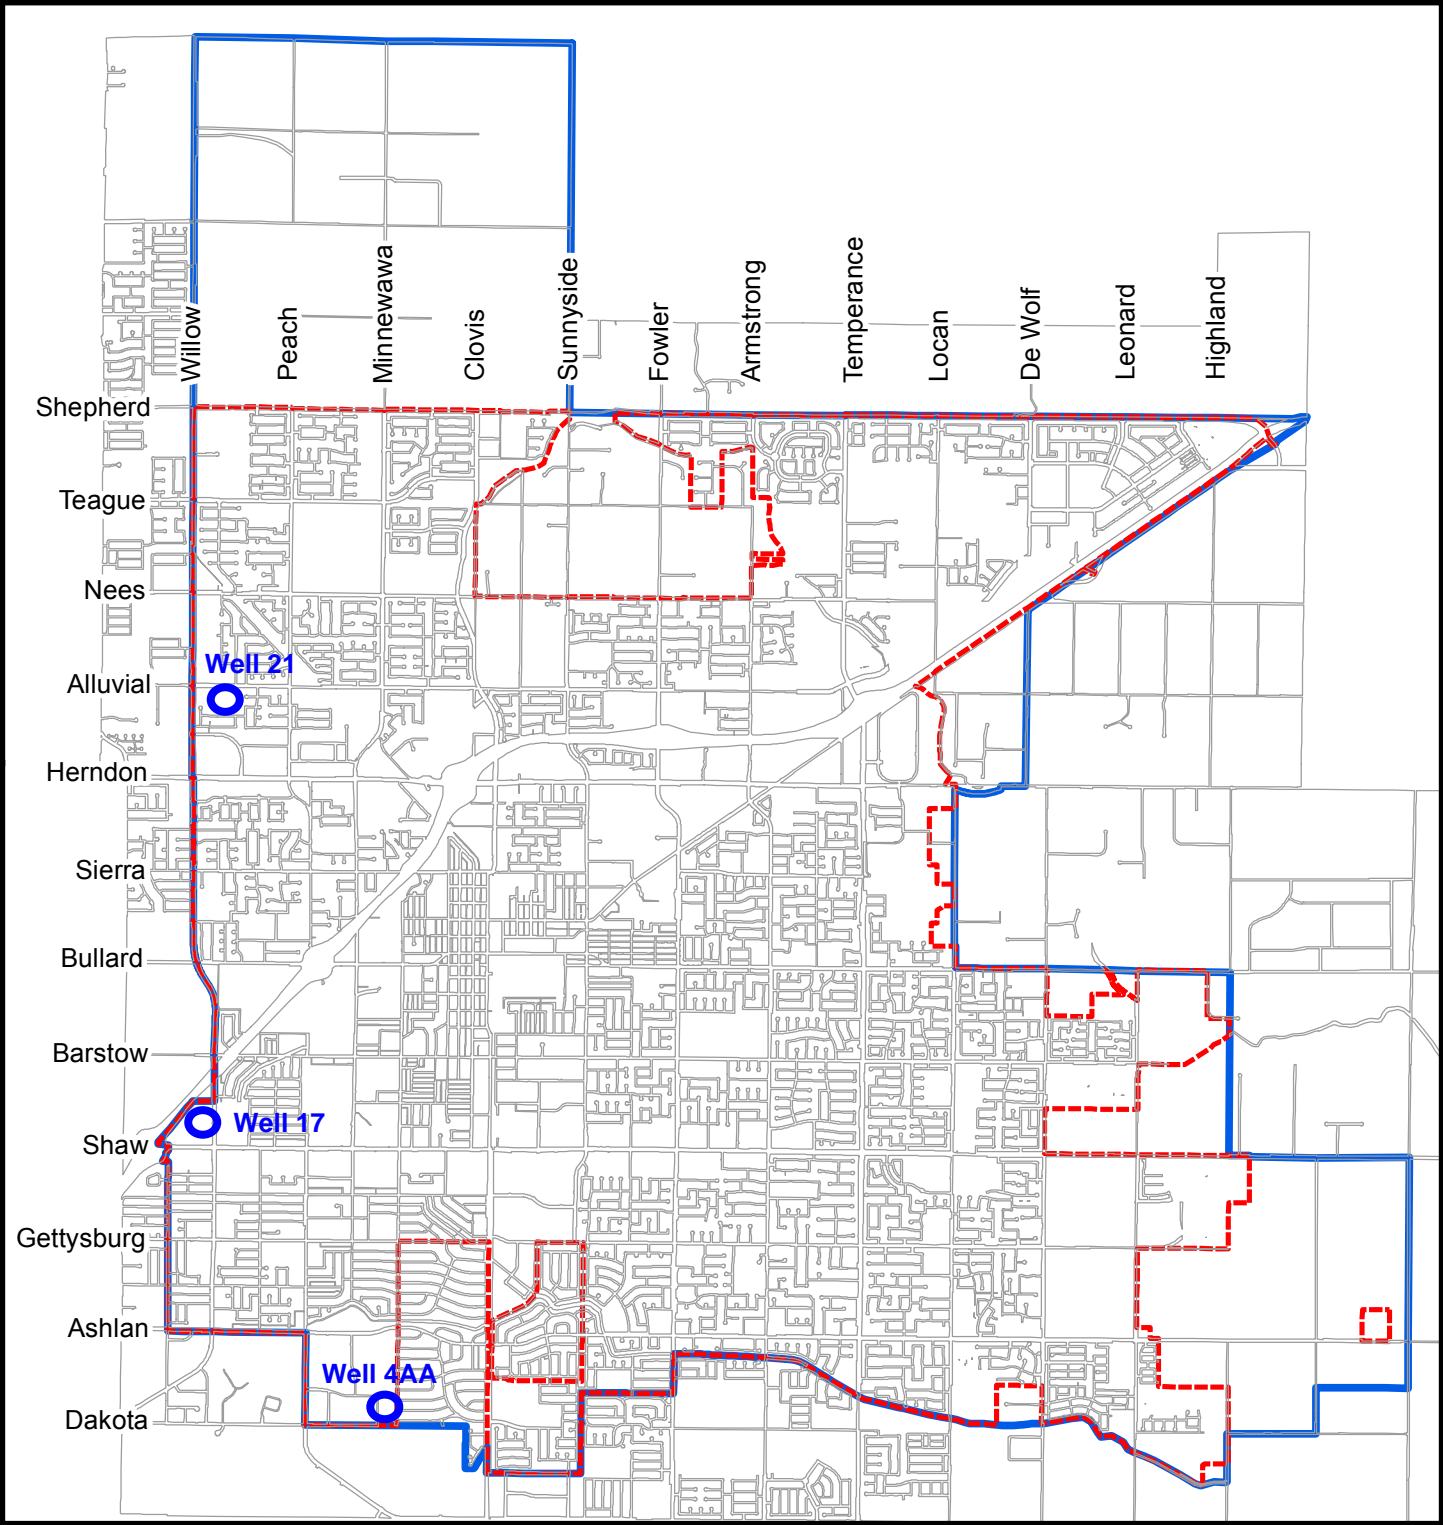 Willow
Peach
Minnewawa
Clovis
Sunnyside
Fowler
Armstrong
Temperance
Locan
De Wolf
Leonard
Highland
Shepherd
Teague
Nees
Well 21
Alluvial
Herndon
Sierra
Bullard
Barstow
Well 17
Shaw
Gettysburg
Ashlan
Well 4AA
Dakota